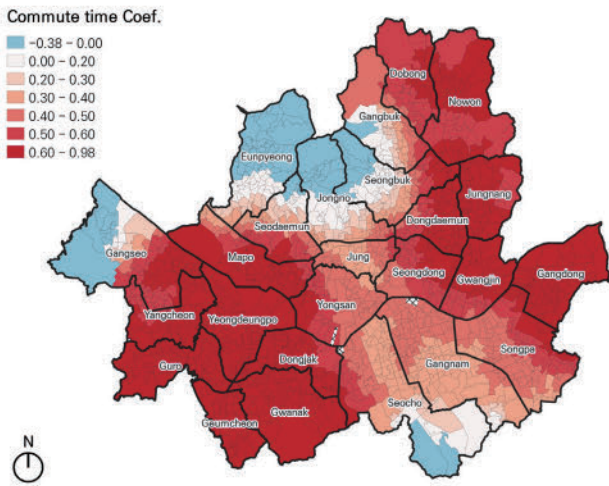 Commute time Coef.
−0.38 – 0.00
0.00 – 0.20
0.20 – 0.30
0.30 – 0.40
0.40 – 0.50
0.50 – 0.60
0.60 – 0.98
Dobong
Nowon
Gangbuk
Eunpyeong
Seongbuk
Jongno
Jungnang
Dongdaemun
Seodaemun
Gangseo
Mapo
Jung
Seongdong
Gwangjin
Gangdong
Yangcheon
Yeongdeungpo
Yongsan
Songpa
Guro
Dongjak
Gangnam
Seocho
Geumcheon
Gwanak
N